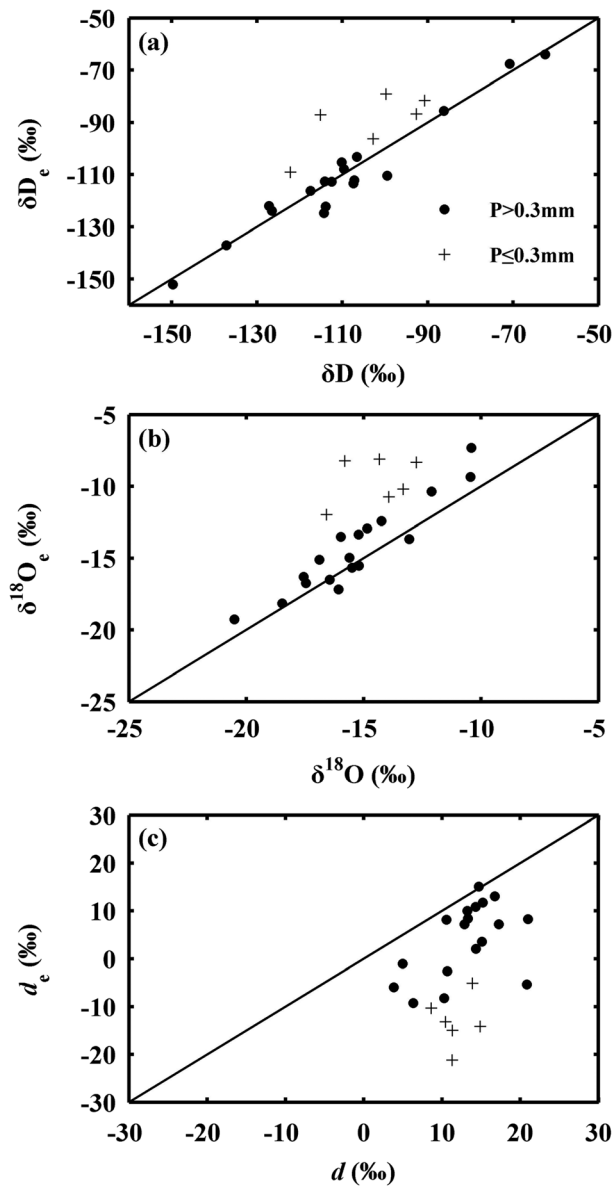 (a)
-50
-70
-90
-110
-130
-150
δDe (‰)
P>0.3mm
P≤0.3mm
-150 -130 -110 -90 -70 -50
δD (‰)
(b)
-5
-10
-15
-20
-25
δ18Oe (‰)
-25 -20 -15 -10 -5
δ18O (‰)
(c)
30
20
10
0
-10
-20
-30
de (‰)
-30 -20 -10 0 10 20 30
d (‰)